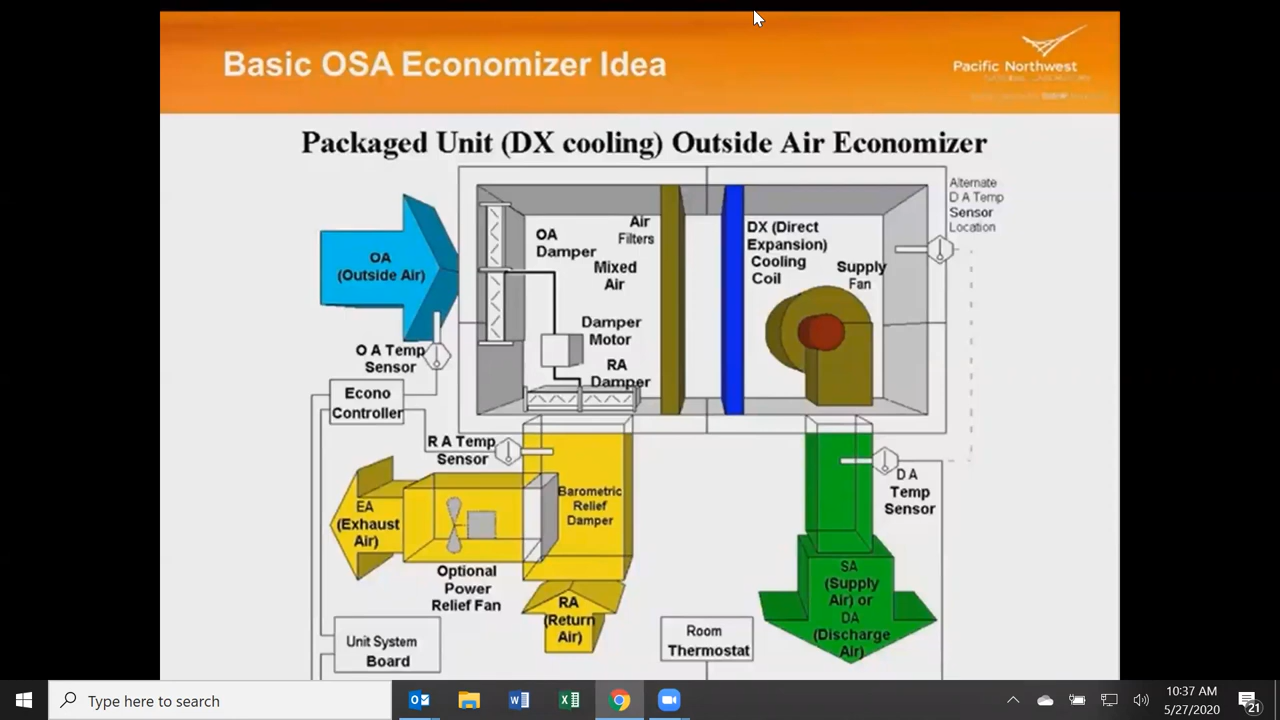 Basic OSA Economizer Idea
Pacific Northwest
Packaged Unit (DX cooling) Outside Air Economizer
Alternate
D A Temp
Sensor
Location
OA
(Outside Air)
OA
Damper
Air
Filters
Mixed
Air
DX (Direct
Expansion)
Cooling
Coil
Supply
Fan
Damper
Motor
RA
Damper
O A Temp
Sensor
Econo
Controller
R A Temp
Sensor
EA
(Exhaust
Air)
Barometric
Relief
Damper
Optional
Power
Relief Fan
RA
(Return
Air)
D A
Temp
Sensor
SA
(Supply
Air) or
DA
(Discharge
Air)
Unit System
Board
Room
Thermostat
Type here to search
10:37 AM
5/27/2020
21